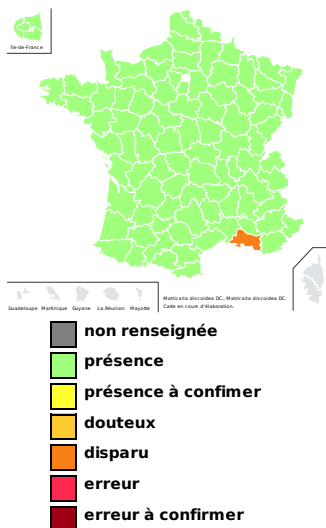 Île-de-France
Guadeloupe Martinique Guyane La Réunion Mayotte
Matricaria discoidea DC., Matricaria discoidea DC.
Carte en cours d'élaboration.
non renseignée
présence
présence à confimer
douteux
disparu
erreur
erreur à confirmer